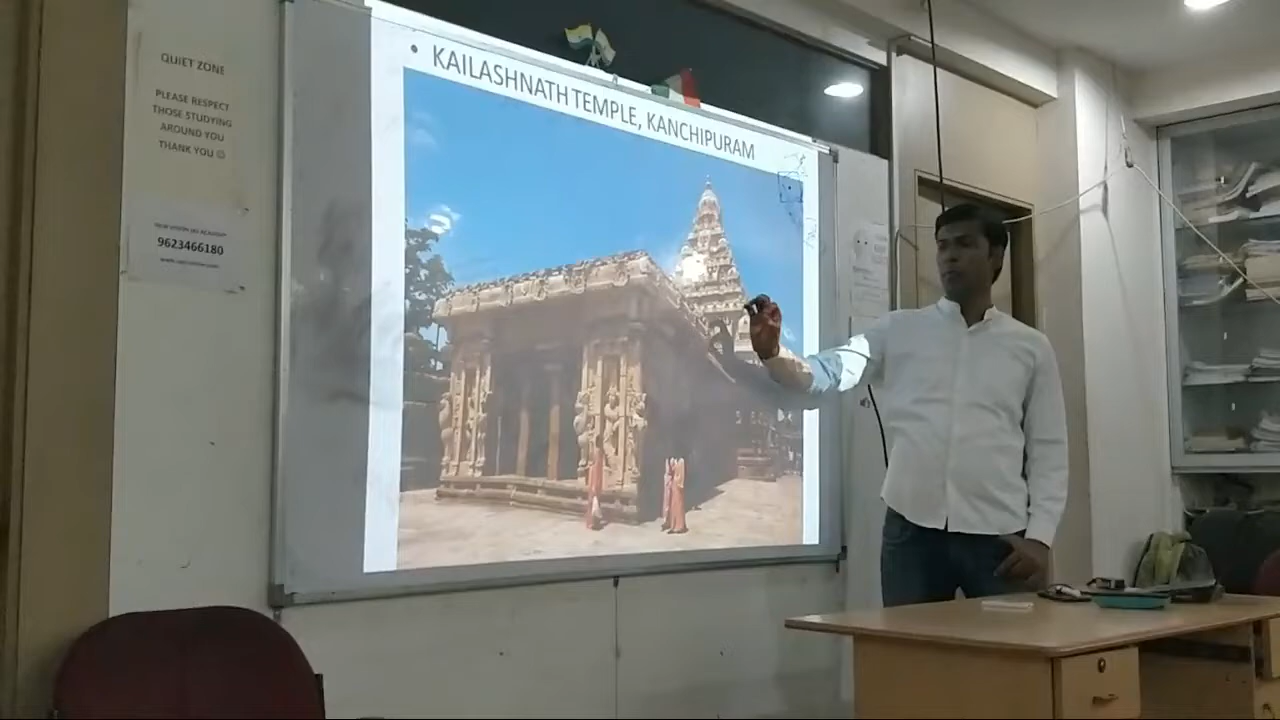 QUIET ZONE
PLEASE RESPECT
THOSE STUDYING
AROUND YOU
THANK YOU ☺
9623466180
• KAILASHNATH TEMPLE, KANCHIPURAM